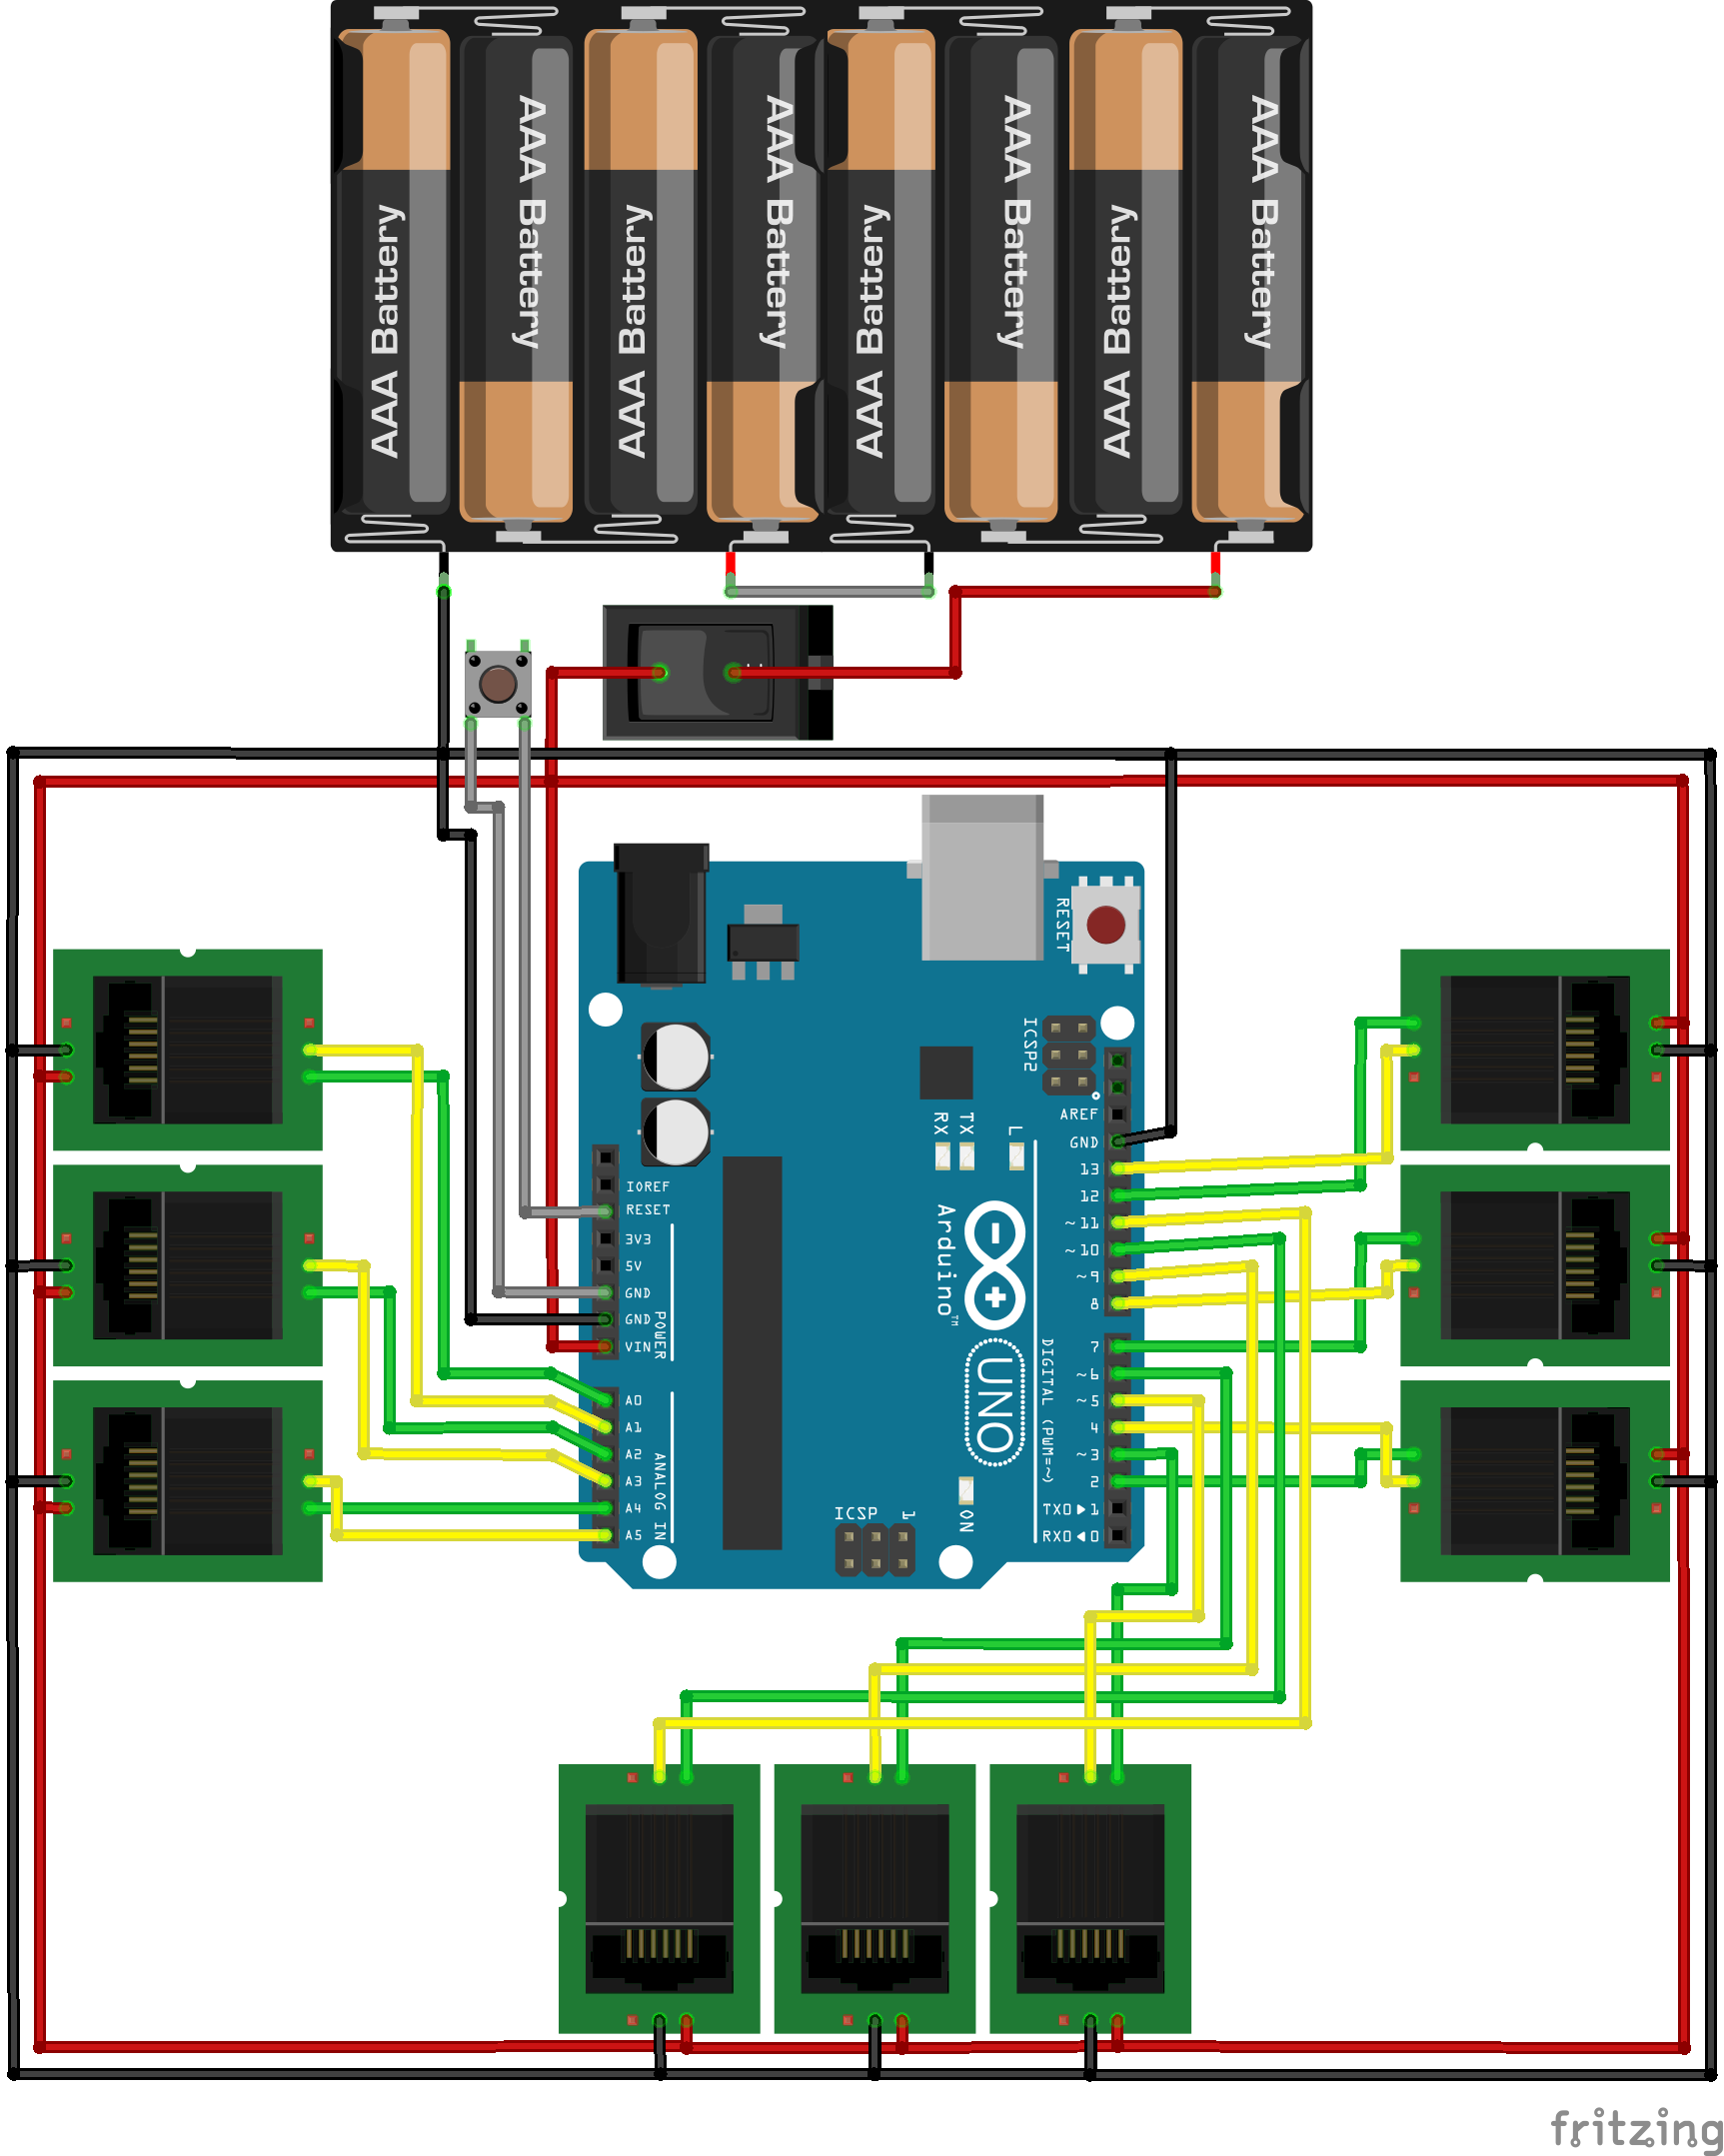 AAA Battery
AAA Battery
AAA Battery
AAA Battery
AAA Battery
AAA Battery
AAA Battery
AAA Battery
RESET
ICSP2
AREF
GND
RX
TX
L
13
12
~11
~10
~9
8
IOREF
RESET
3V3
5V
GND
GND
VIN
POWER
Arduino™
UNO
DIGITAL (PWM=~)
7
~6
~5
4
~3
2
TX0▶1
RX0◀0
A0
A1
A2
A3
A4
A5
ANALOG IN
ICSP
1
ON
fritzing